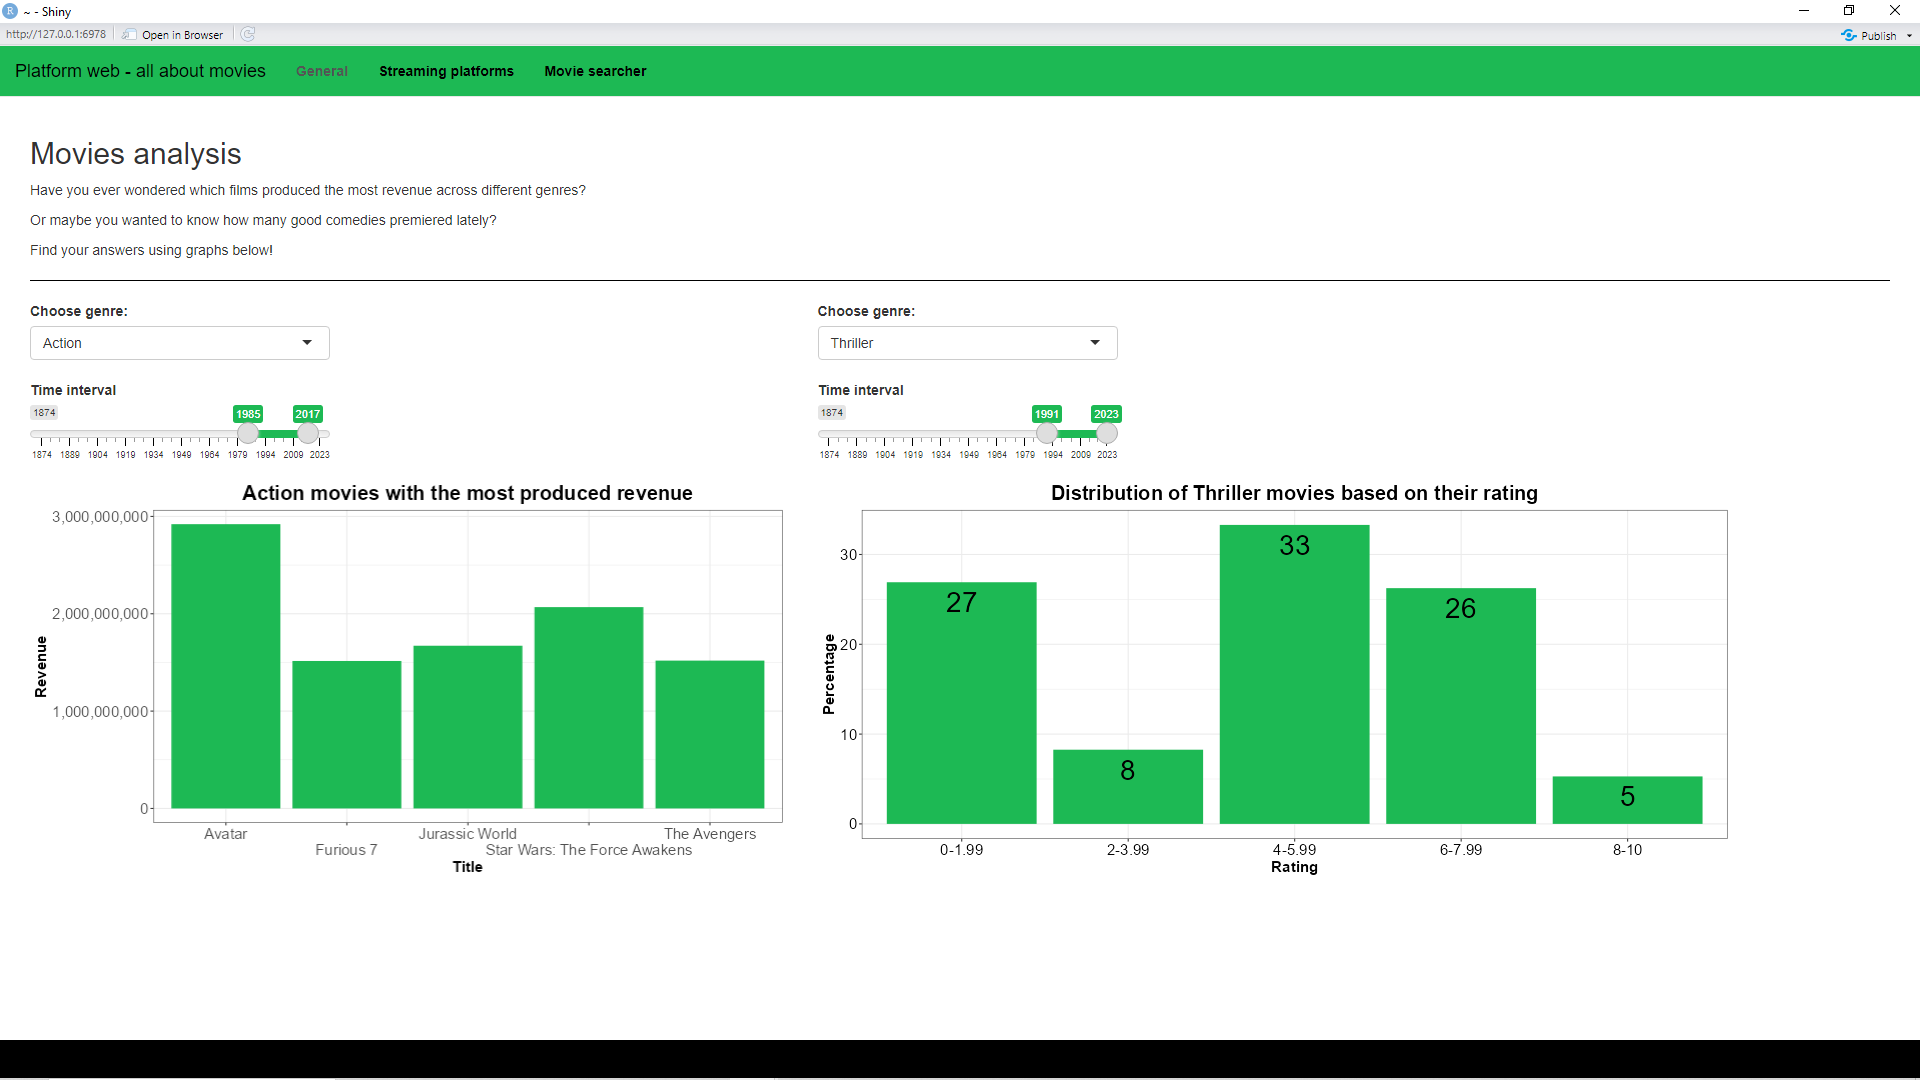 ~ - Shiny
http://127.0.0.1:6978 Open in Browser Publish
Platform web - all about movies General Streaming platforms Movie searcher
Movies analysis
Have you ever wondered which films produced the most revenue across different genres?
Or maybe you wanted to know how many good comedies premiered lately?
Find your answers using graphs below!
Choose genre:
Action
Time interval
1874 1985 2017
1874 1889 1904 1919 1934 1949 1964 1979 1994 2009 2023
Action movies with the most produced revenue
3,000,000,000
2,000,000,000
1,000,000,000
0
Revenue
Avatar Jurassic World The Avengers
Furious 7 Star Wars: The Force Awakens
Title
Choose genre:
Thriller
Time interval
1874 1991 2023
1874 1889 1904 1919 1934 1949 1964 1979 1994 2009 2023
Distribution of Thriller movies based on their rating
30
20
10
0
Percentage
27 8 33 26 5
0-1.99 2-3.99 4-5.99 6-7.99 8-10
Rating